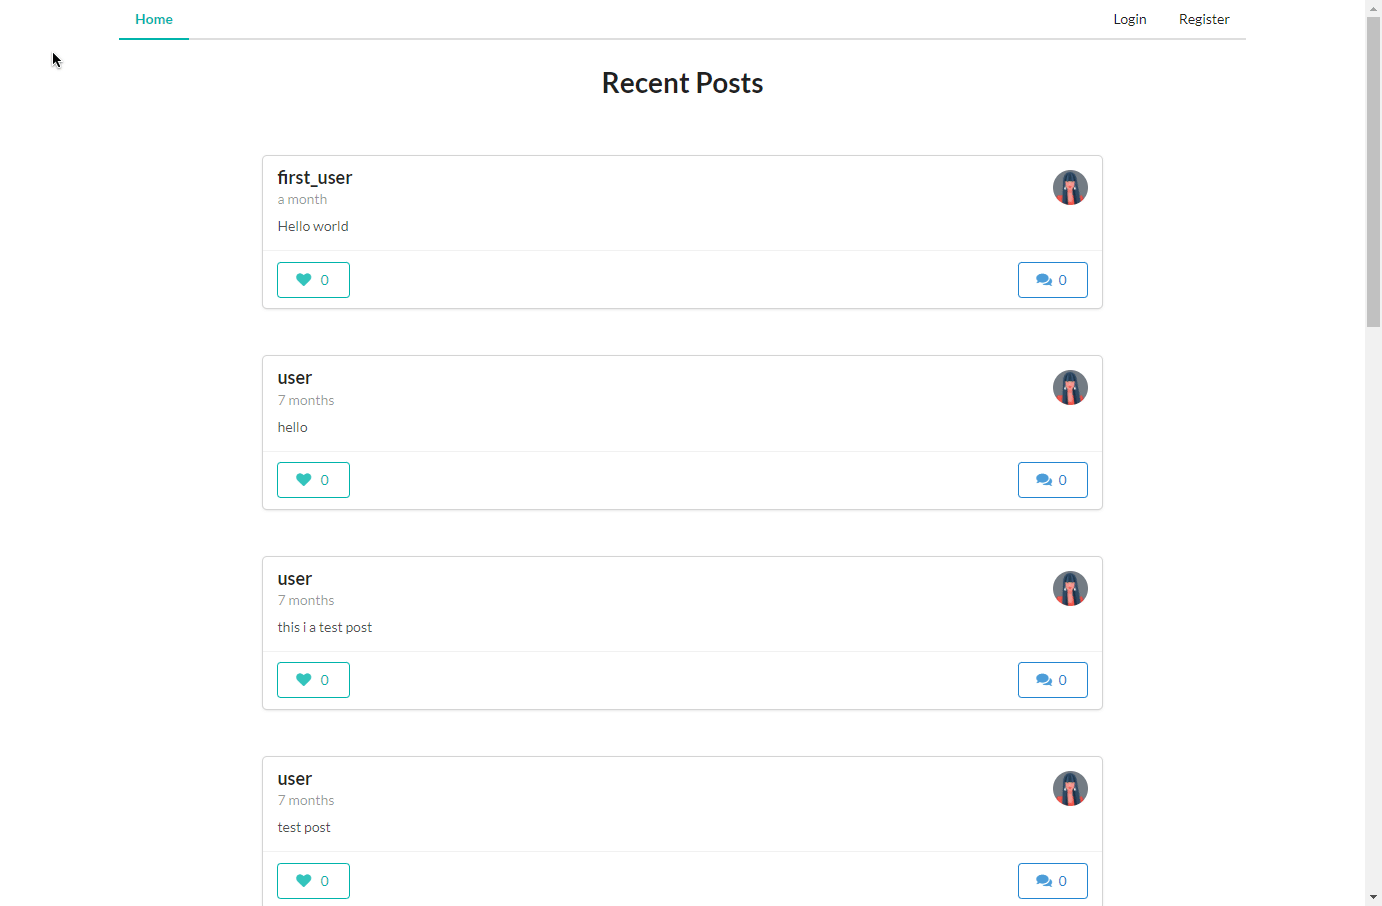 Home Login Register
Recent Posts
first_user
a month
Hello world
0 0
user
7 months
hello
0 0
user
7 months
this i a test post
0 0
user
7 months
test post
0 0